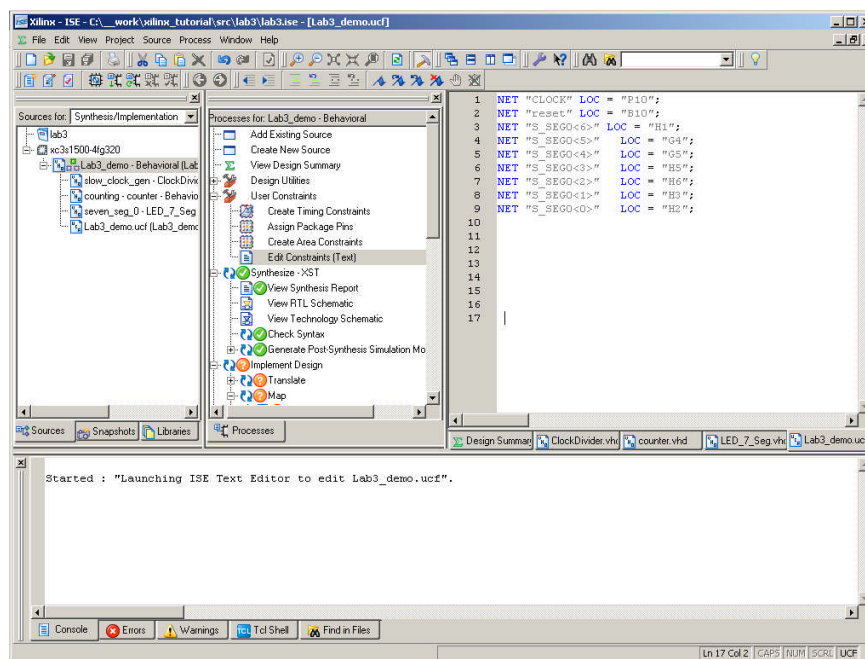 Xilinx - ISE - C:\__work\xilinx_tutorial\src\lab3\lab3.ise - [Lab3_demo.ucf]
File Edit View Project Source Process Window Help
Sources for: Synthesis/Implementation
lab3
xc3s1500-4fg320
Lab3_demo - Behavioral (Lab
slow_clock_gen - ClockDivid
counting - counter - Behavio
seven_seg_0 - LED_7_Seg
Lab3_demo.ucf (Lab3_demo
Sources Snapshots Libraries
Processes for: Lab3_demo - Behavioral
Add Existing Source
Create New Source
View Design Summary
Design Utilities
User Constraints
Create Timing Constraints
Assign Package Pins
Create Area Constraints
Edit Constraints (Text)
Synthesize - XST
View Synthesis Report
View RTL Schematic
View Technology Schematic
Check Syntax
Generate Post-Synthesis Simulation Mo
Implement Design
Translate
Map
Processes
1 NET "CLOCK" LOC = "P10";
2 NET "reset" LOC = "B10";
3 NET "S_SEG0<6>" LOC = "H1";
4 NET "S_SEG0<5>" LOC = "G4";
5 NET "S_SEG0<4>" LOC = "G5";
6 NET "S_SEG0<3>" LOC = "H5";
7 NET "S_SEG0<2>" LOC = "H6";
8 NET "S_SEG0<1>" LOC = "H3";
9 NET "S_SEG0<0>" LOC = "H2";
10
11
12
13
14
15
16
17
Design Summary ClockDivider.vhd counter.vhd LED_7_Seg.vhd Lab3_demo.uc
Started : "Launching ISE Text Editor to edit Lab3_demo.ucf".
Console Errors Warnings Tcl Shell Find in Files
Ln 17 Col 2 CAPS NUM SCRL UCF